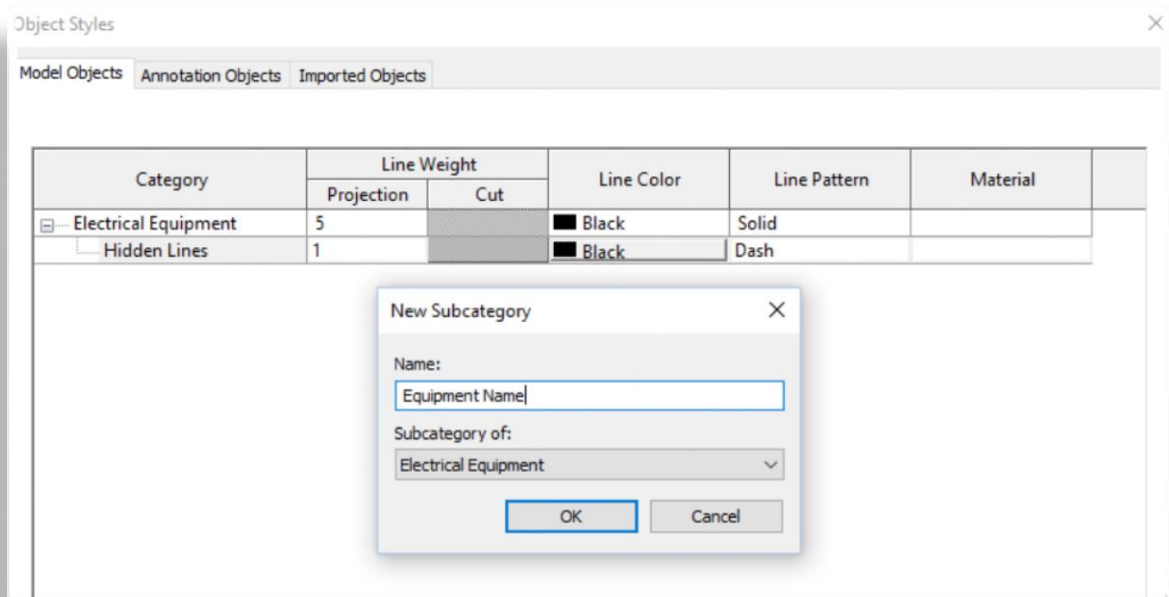 Object Styles
Model Objects Annotation Objects Imported Objects
Category Line Weight Line Color Line Pattern Material
Projection Cut
Electrical Equipment 5 Black Solid
Hidden Lines 1 Black Dash
New Subcategory
Name:
Equipment Name
Subcategory of:
Electrical Equipment
OK Cancel